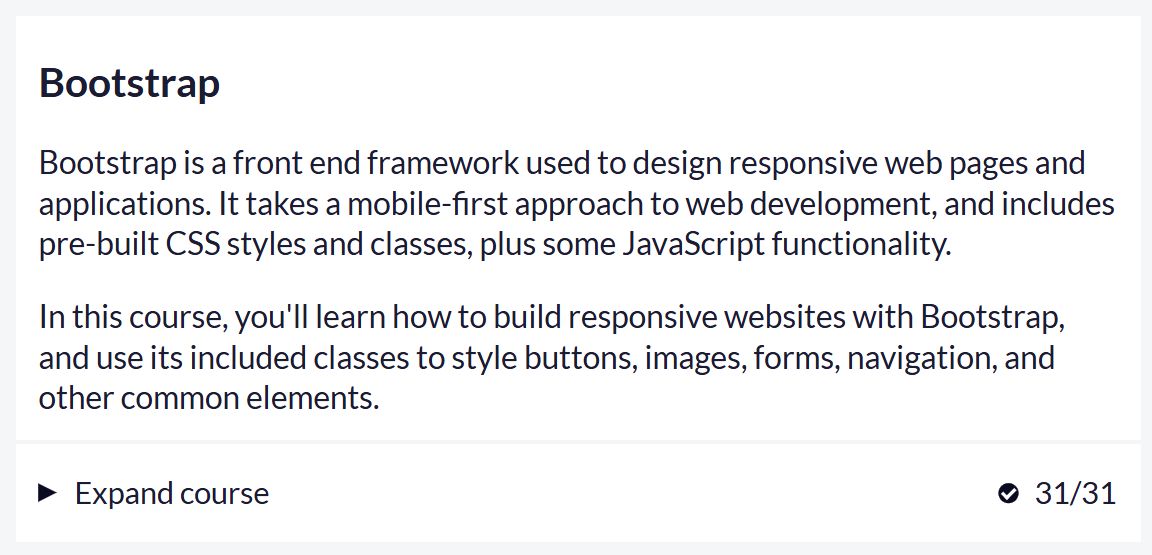 Bootstrap
Bootstrap is a front end framework used to design responsive web pages and
applications. It takes a mobile-first approach to web development, and includes
pre-built CSS styles and classes, plus some JavaScript functionality.
In this course, you'll learn how to build responsive websites with Bootstrap,
and use its included classes to style buttons, images, forms, navigation, and
other common elements.
Expand course 31/31